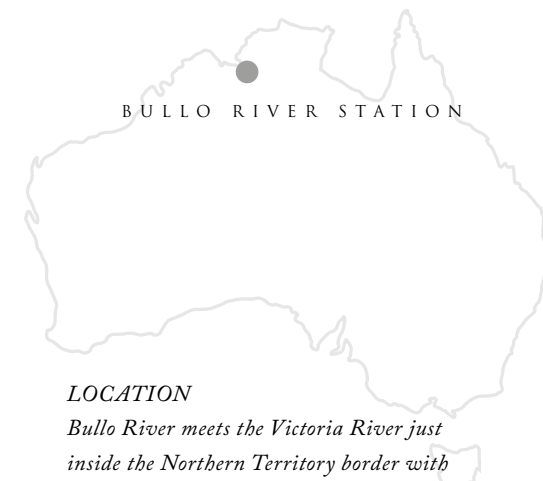 BULLO RIVER STATION
LOCATION
Bullo River meets the Victoria River just
inside the Northern Territory border with